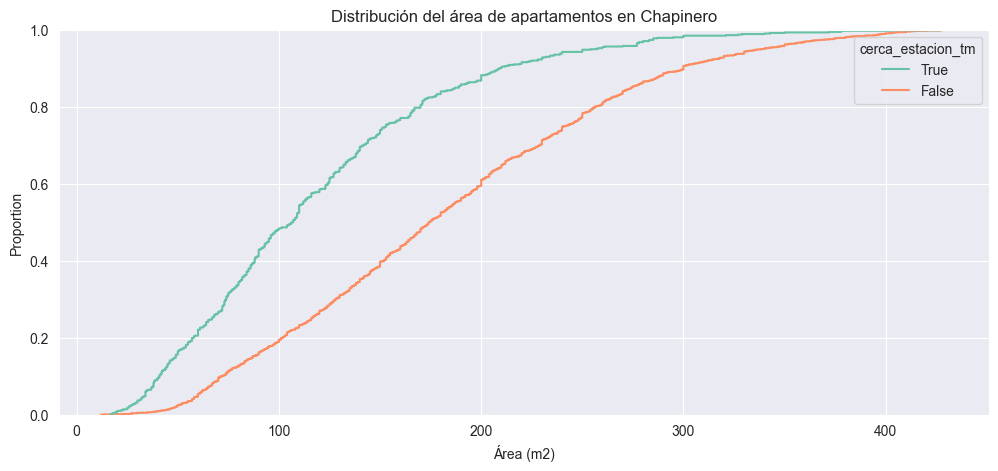 Distribución del área de apartamentos en Chapinero
1.0
0.8
0.6
0.4
0.2
0.0
Proportion
cerca_estacion_tm
True
False
0 100 200 300 400
Área (m2)